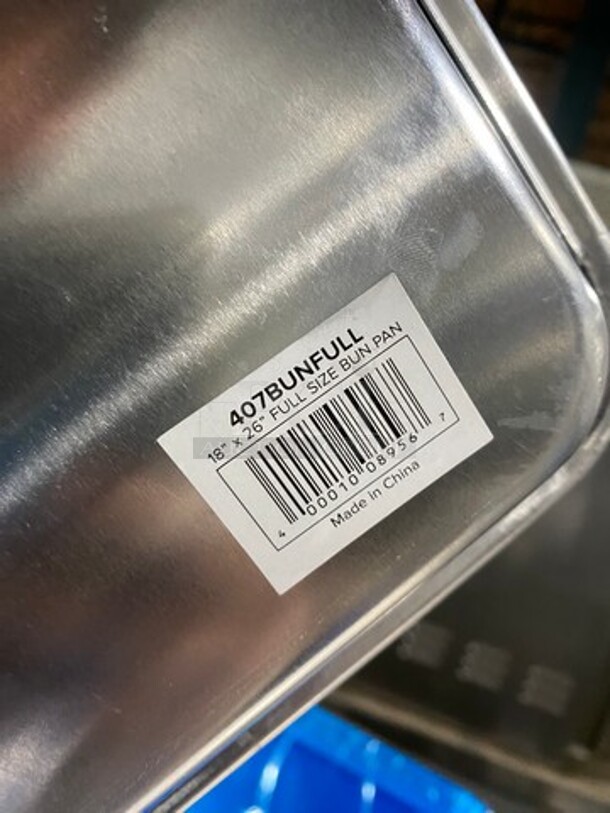 407BUNFULL
18" x 26" FULL SIZE BUN PAN
4 00010 08956 7
Made in China